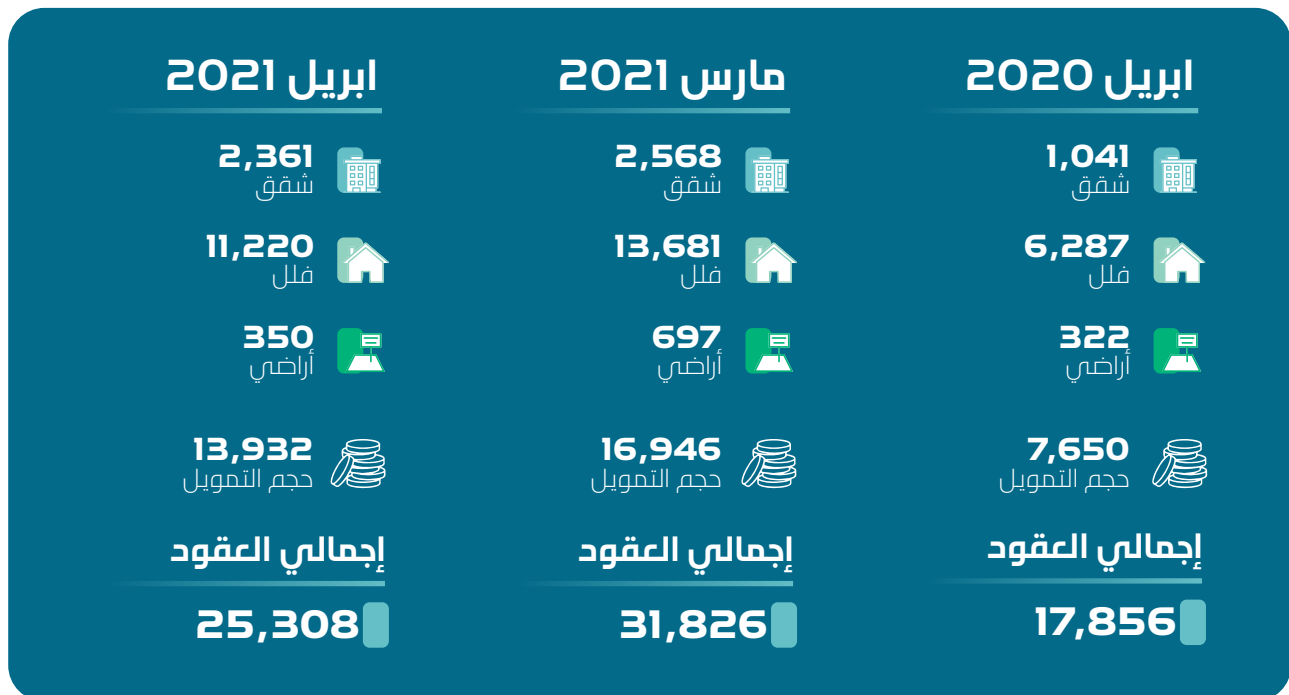 ابريل 2020
1,041
شقق
6,287
فلل
322
أراضي
7,650
حجم التمويل
إجمالي العقود
17,856
مارس 2021
2,568
شقق
13,681
فلل
697
أراضي
16,946
حجم التمويل
إجمالي العقود
31,826
ابريل 2021
2,361
شقق
11,220
فلل
350
أراضي
13,932
حجم التمويل
إجمالي العقود
25,308